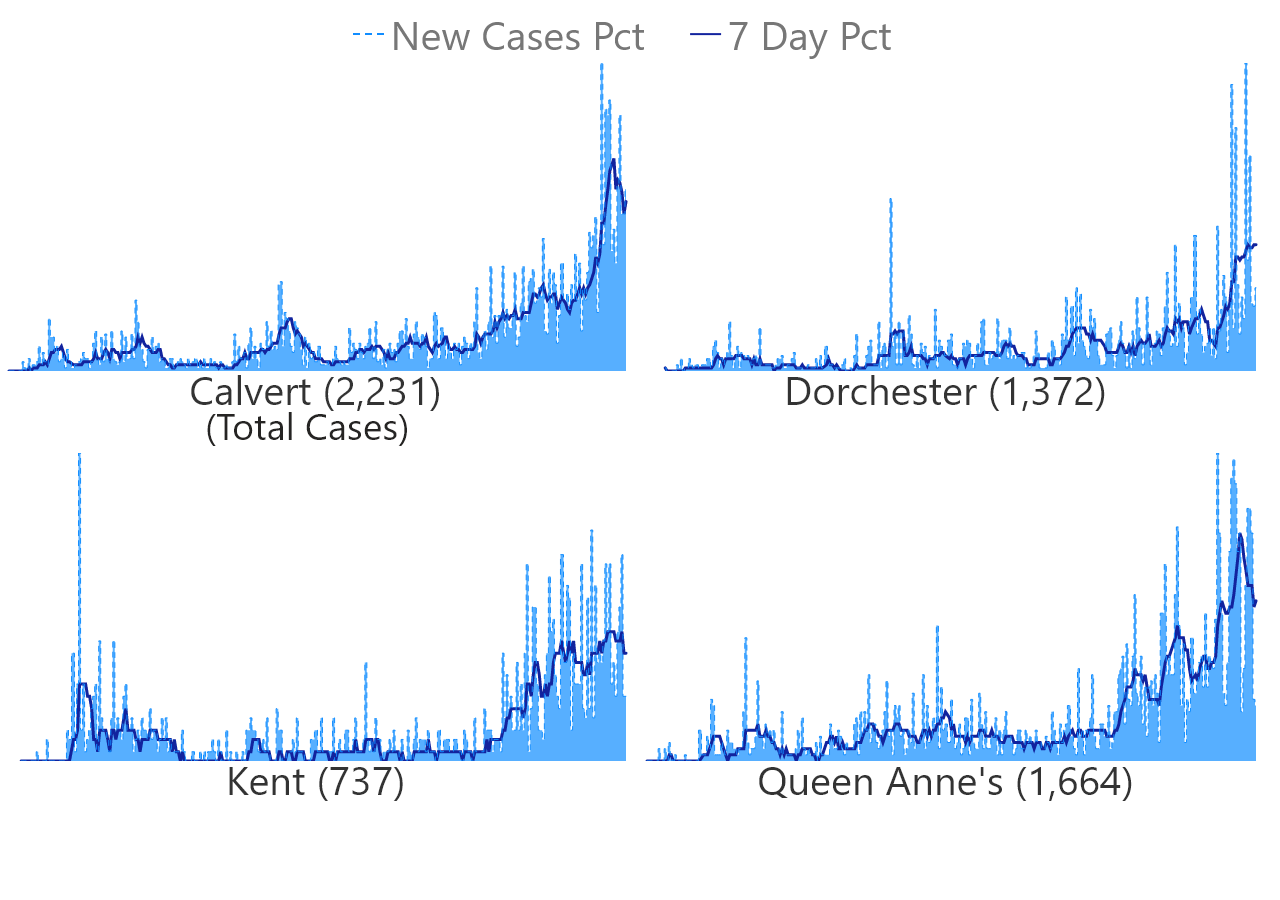 New Cases Pct 7 Day Pct
Calvert (2,231) Dorchester (1,372)
(Total Cases)
Kent (737) Queen Anne's (1,664)